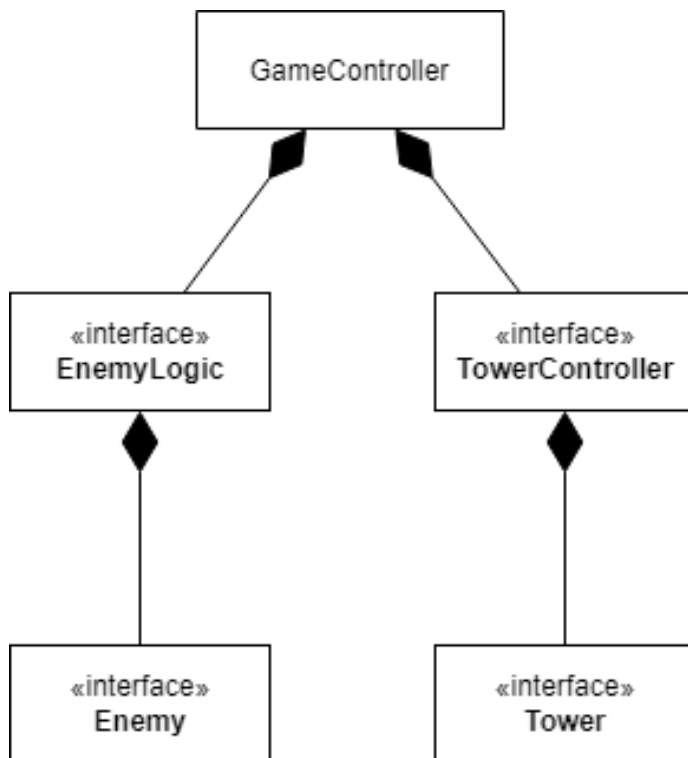 GameController
«interface»
EnemyLogic
«interface»
TowerController
«interface»
Enemy
«interface»
Tower